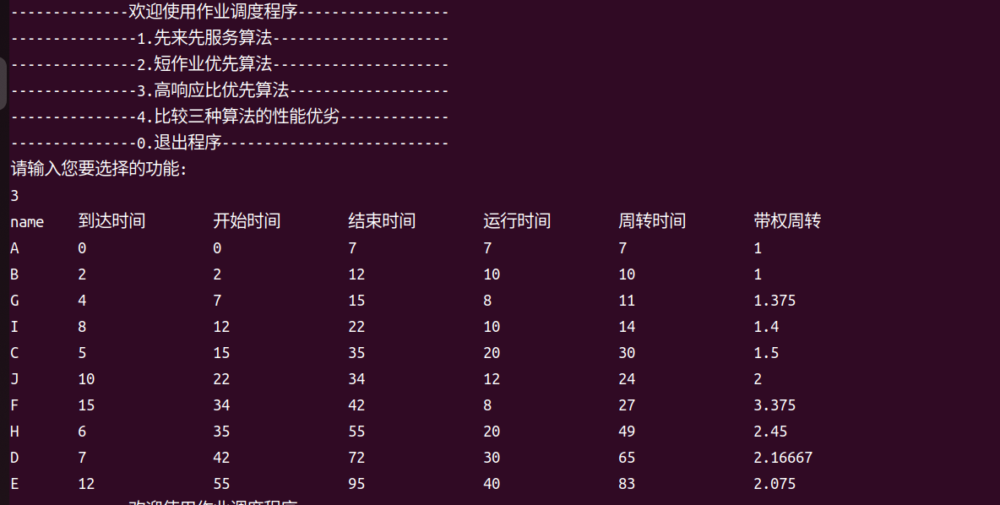 --------------欢迎使用作业调度程序------------------
---------------1.先来先服务算法---------------------
---------------2.短作业优先算法---------------------
---------------3.高响应比优先算法-------------------
---------------4.比较三种算法的性能优劣-------------
---------------0.退出程序---------------------------
请输入您要选择的功能:
3
name 到达时间 开始时间 结束时间 运行时间 周转时间 带权周转
A 0 0 7 7 7 1
B 2 2 12 10 10 1
G 4 7 15 8 11 1.375
I 8 12 22 10 14 1.4
C 5 15 35 20 30 1.5
J 10 22 34 12 24 2
F 15 34 42 8 27 3.375
H 6 35 55 20 49 2.45
D 7 42 72 30 65 2.16667
E 12 55 95 40 83 2.075